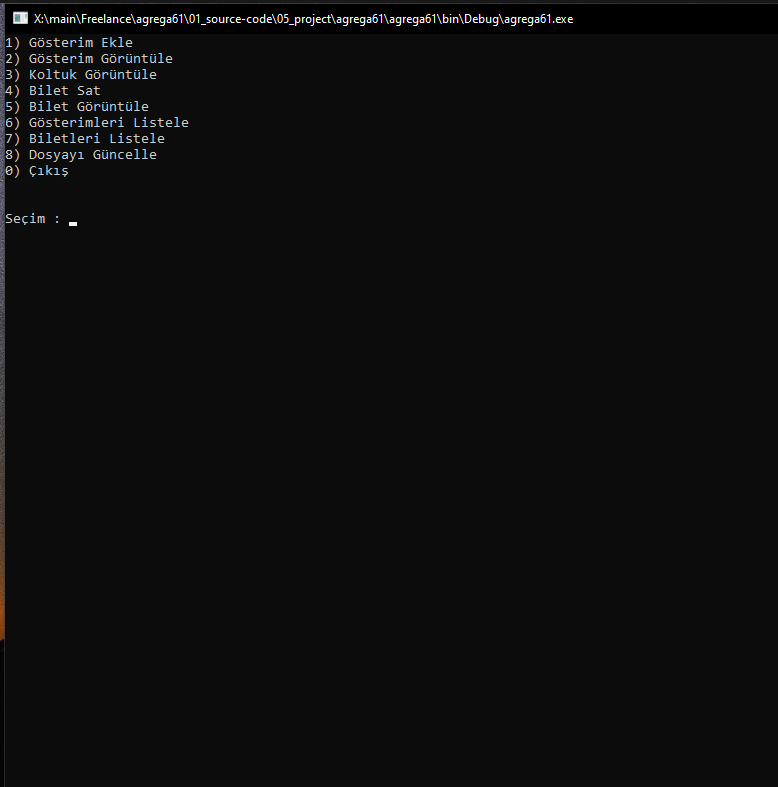 X:\main\Freelance\agrega61\01_source-code\05_project\agrega61\agrega61\bin\Debug\agrega61.exe
1) Gösterim Ekle
2) Gösterim Görüntüle
3) Koltuk Görüntüle
4) Bilet Sat
5) Bilet Görüntüle
6) Gösterimleri Listele
7) Biletleri Listele
8) Dosyayı Güncelle
0) Çıkış
Seçim :